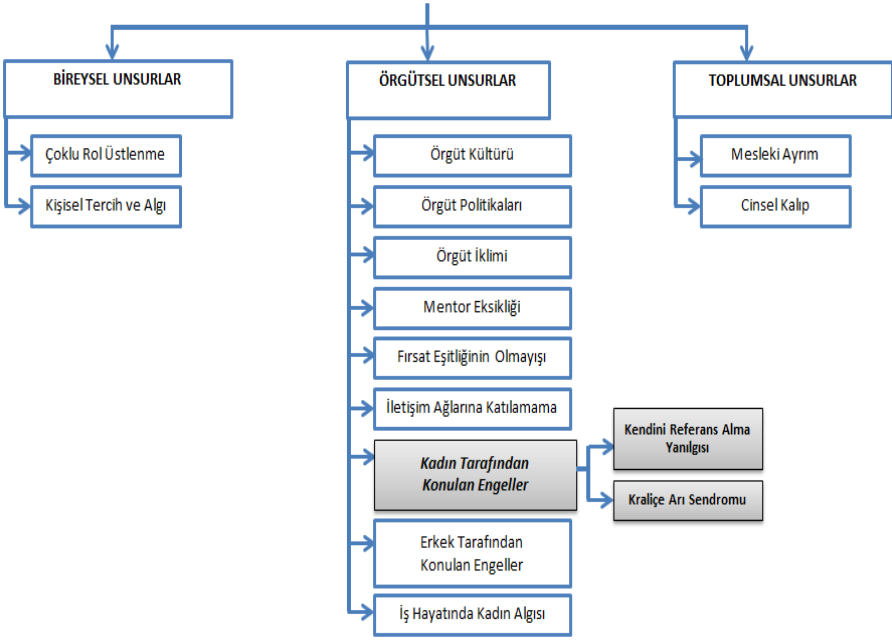 BİREYSEL UNSURLAR
Çoklu Rol Üstlenme
Kişisel Tercih ve Algı
ÖRGÜTSEL UNSURLAR
Örgüt Kültürü
Örgüt Politikaları
Örgüt İklimi
Mentor Eksikliği
Fırsat Eşitliğinin Olmayışı
İletişim Ağlarına Katılamama
Kadın Tarafından
Konulan Engeller
Kendini Referans Alma
Yanılgısı
Kraliçe Arı Sendromu
Erkek Tarafından
Konulan Engeller
İş Hayatında Kadın Algısı
TOPLUMSAL UNSURLAR
Mesleki Ayrım
Cinsel Kalıp